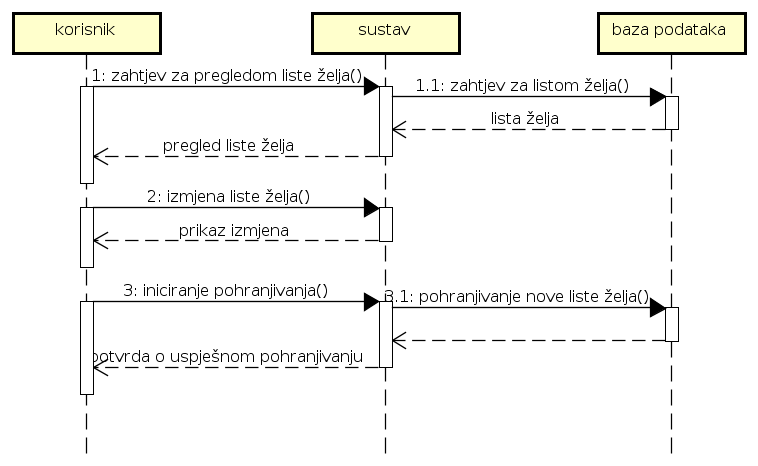 korisnik
sustav
baza podataka
1: zahtjev za pregledom liste želja()
1.1: zahtjev za listom želja()
lista želja
pregled liste želja
2: izmjena liste želja()
prikaz izmjena
3: iniciranje pohranjivanja()
3.1: pohranjivanje nove liste želja()
potvrda o uspješnom pohranjivanju